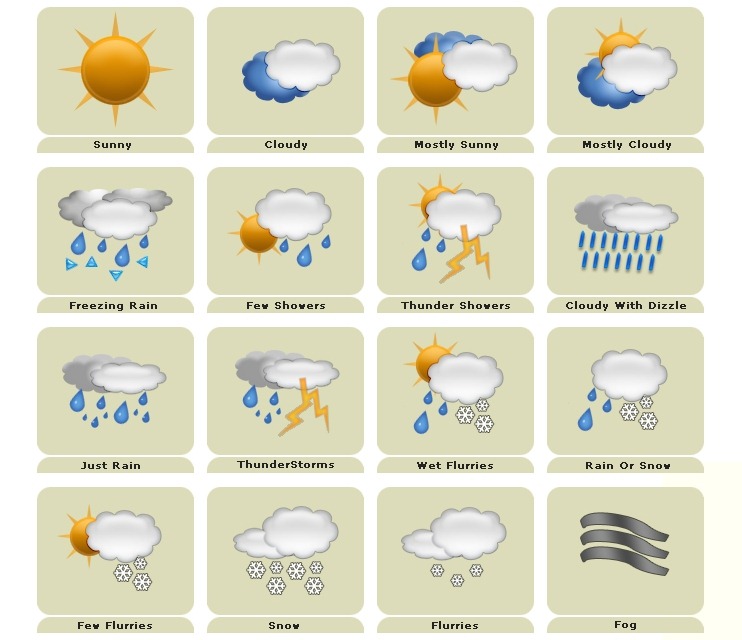 Sunny
Cloudy
Mostly Sunny
Mostly Cloudy
Freezing Rain
Few Showers
Thunder Showers
Cloudy With Dizzle
Just Rain
ThunderStorms
Wet Flurries
Rain Or Snow
Few Flurries
Snow
Flurries
Fog